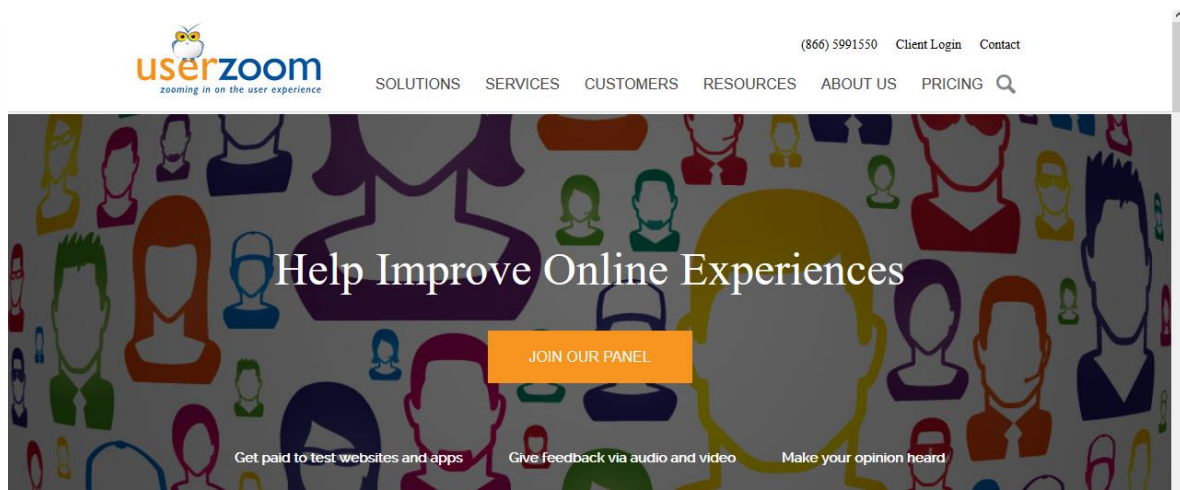 (866) 5991550 Client Login Contact
userzoom
zooming in on the user experience
SOLUTIONS SERVICES CUSTOMERS RESOURCES ABOUT US PRICING
Help Improve Online Experiences
JOIN OUR PANEL
Get paid to test websites and apps Give feedback via audio and video Make your opinion heard